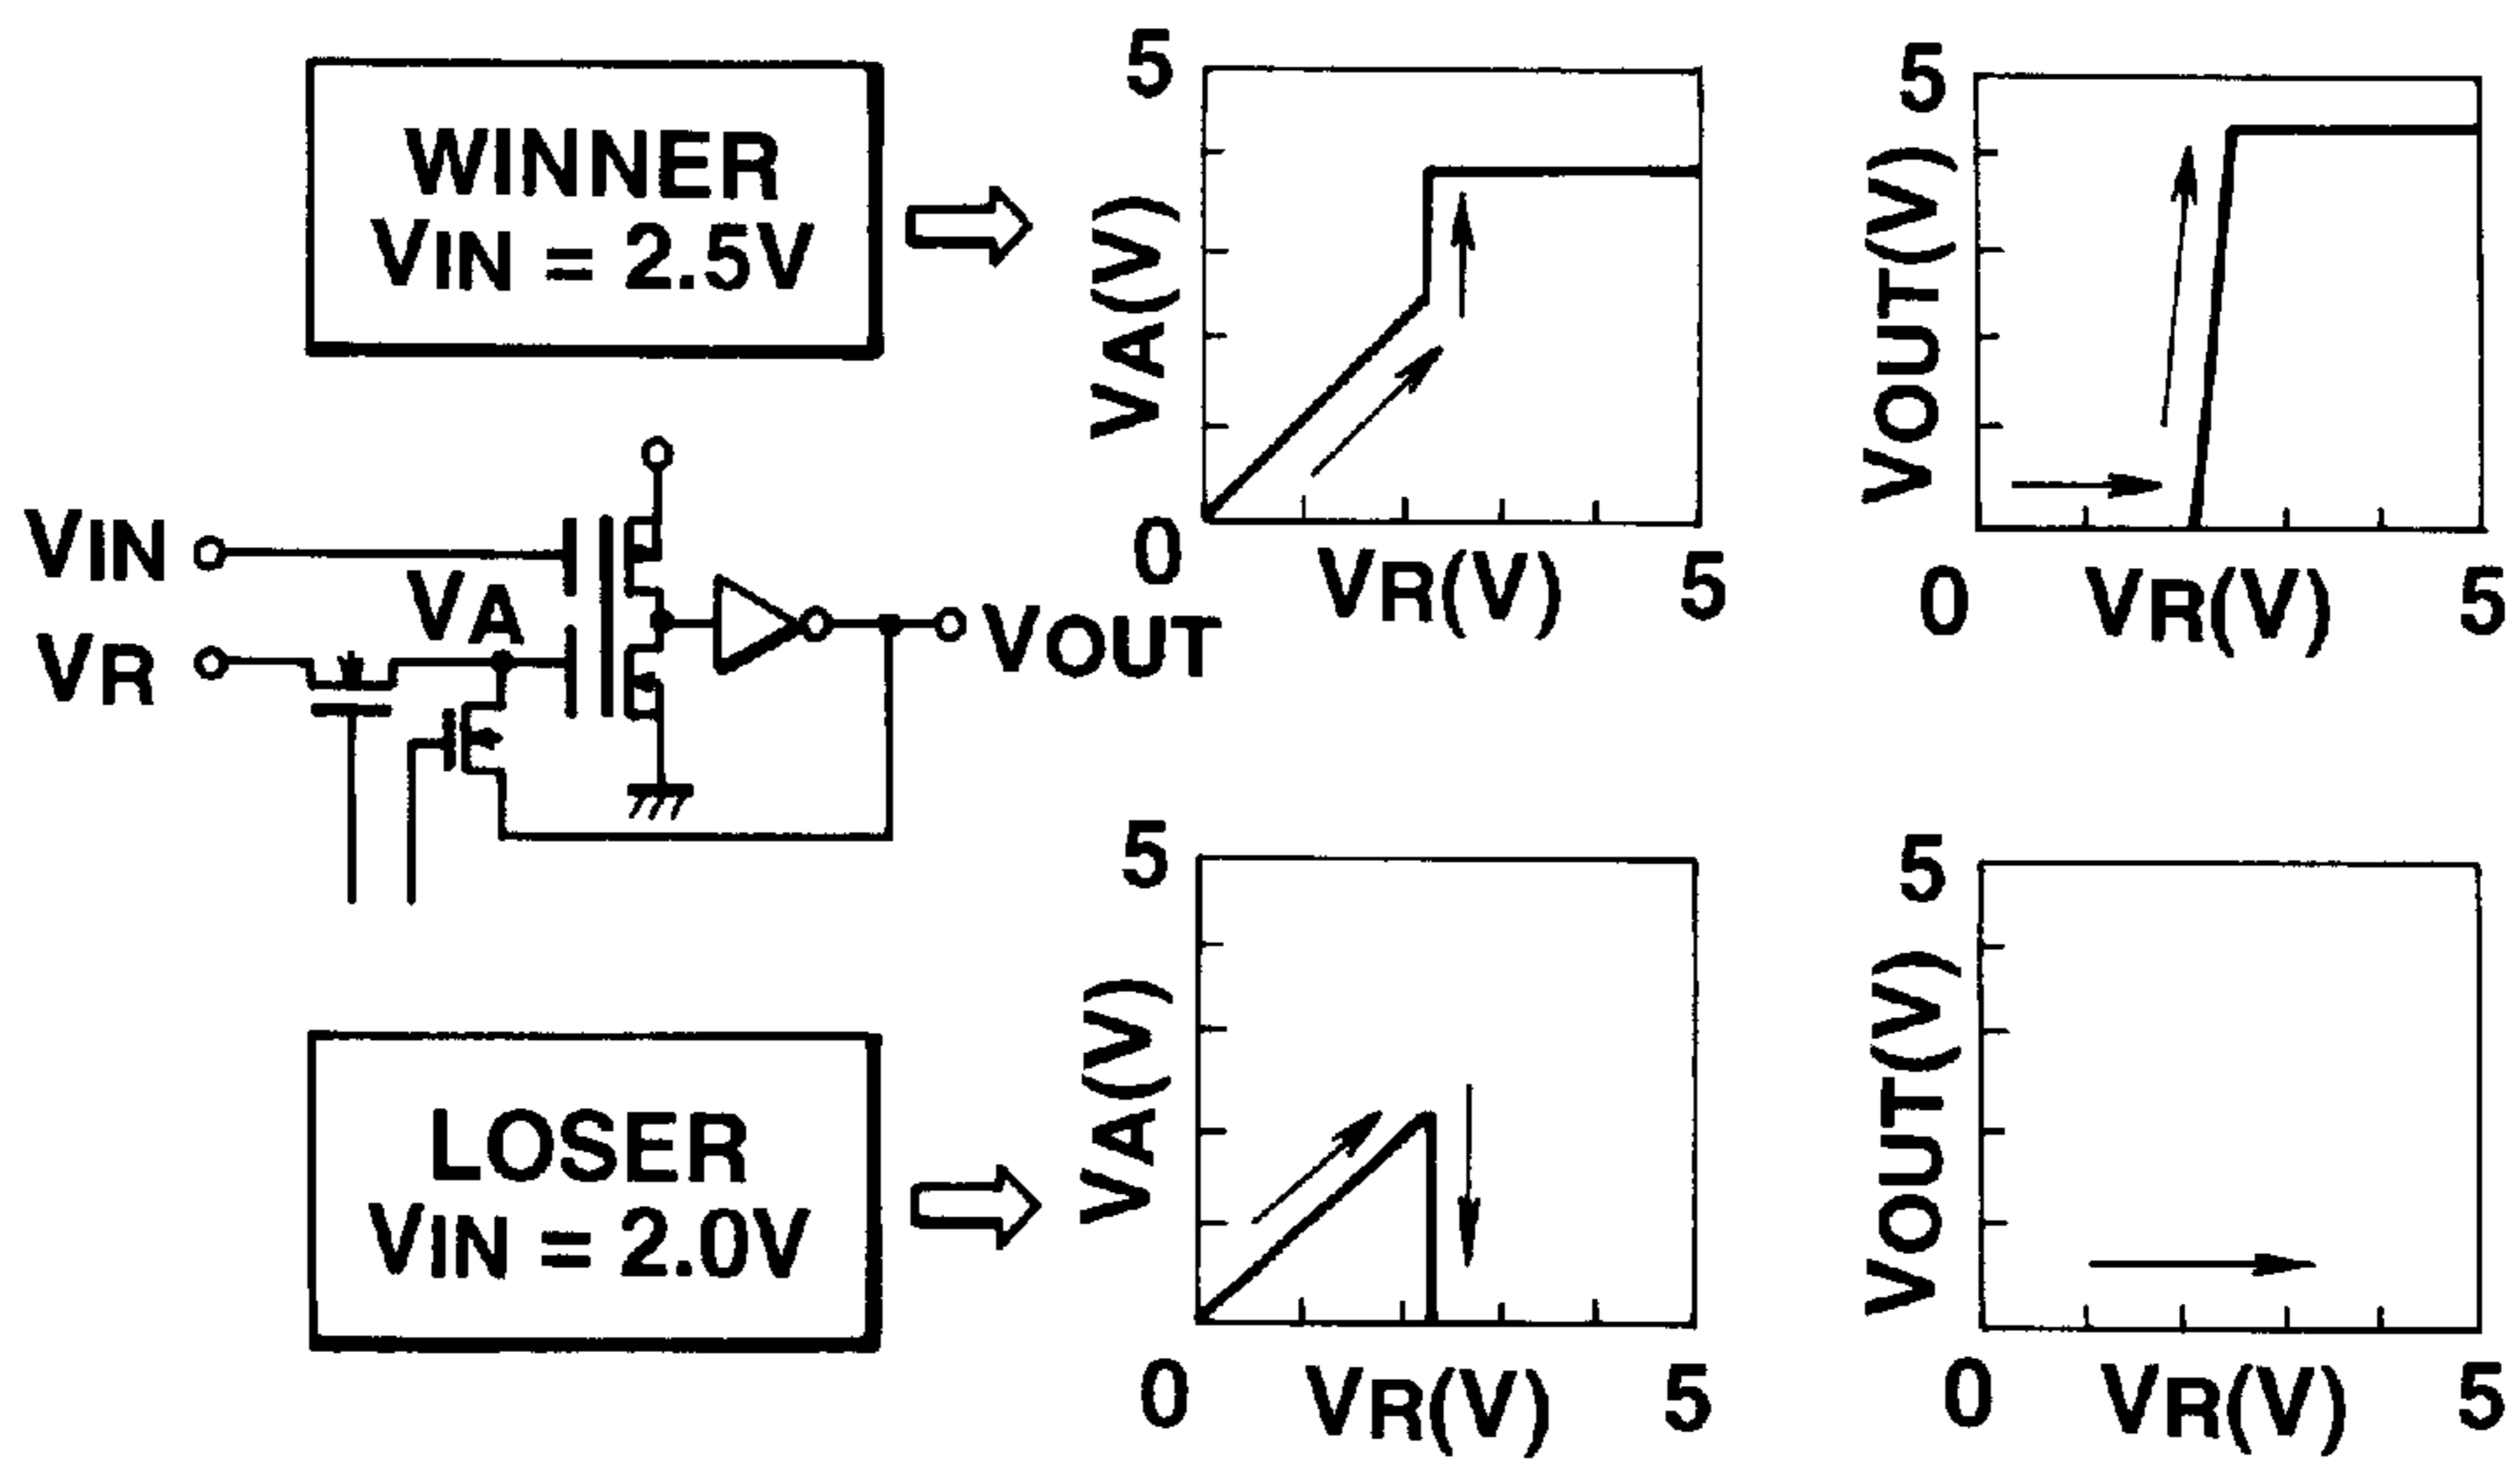 WINNER
VIN = 2.5V
5
VA(V)
0
VR(V)
5
5
VOUT(V)
0
VR(V)
5
VIN
VA
VR
VOUT
LOSER
VIN = 2.0V
5
VA(V)
0
VR(V)
5
5
VOUT(V)
0
VR(V)
5